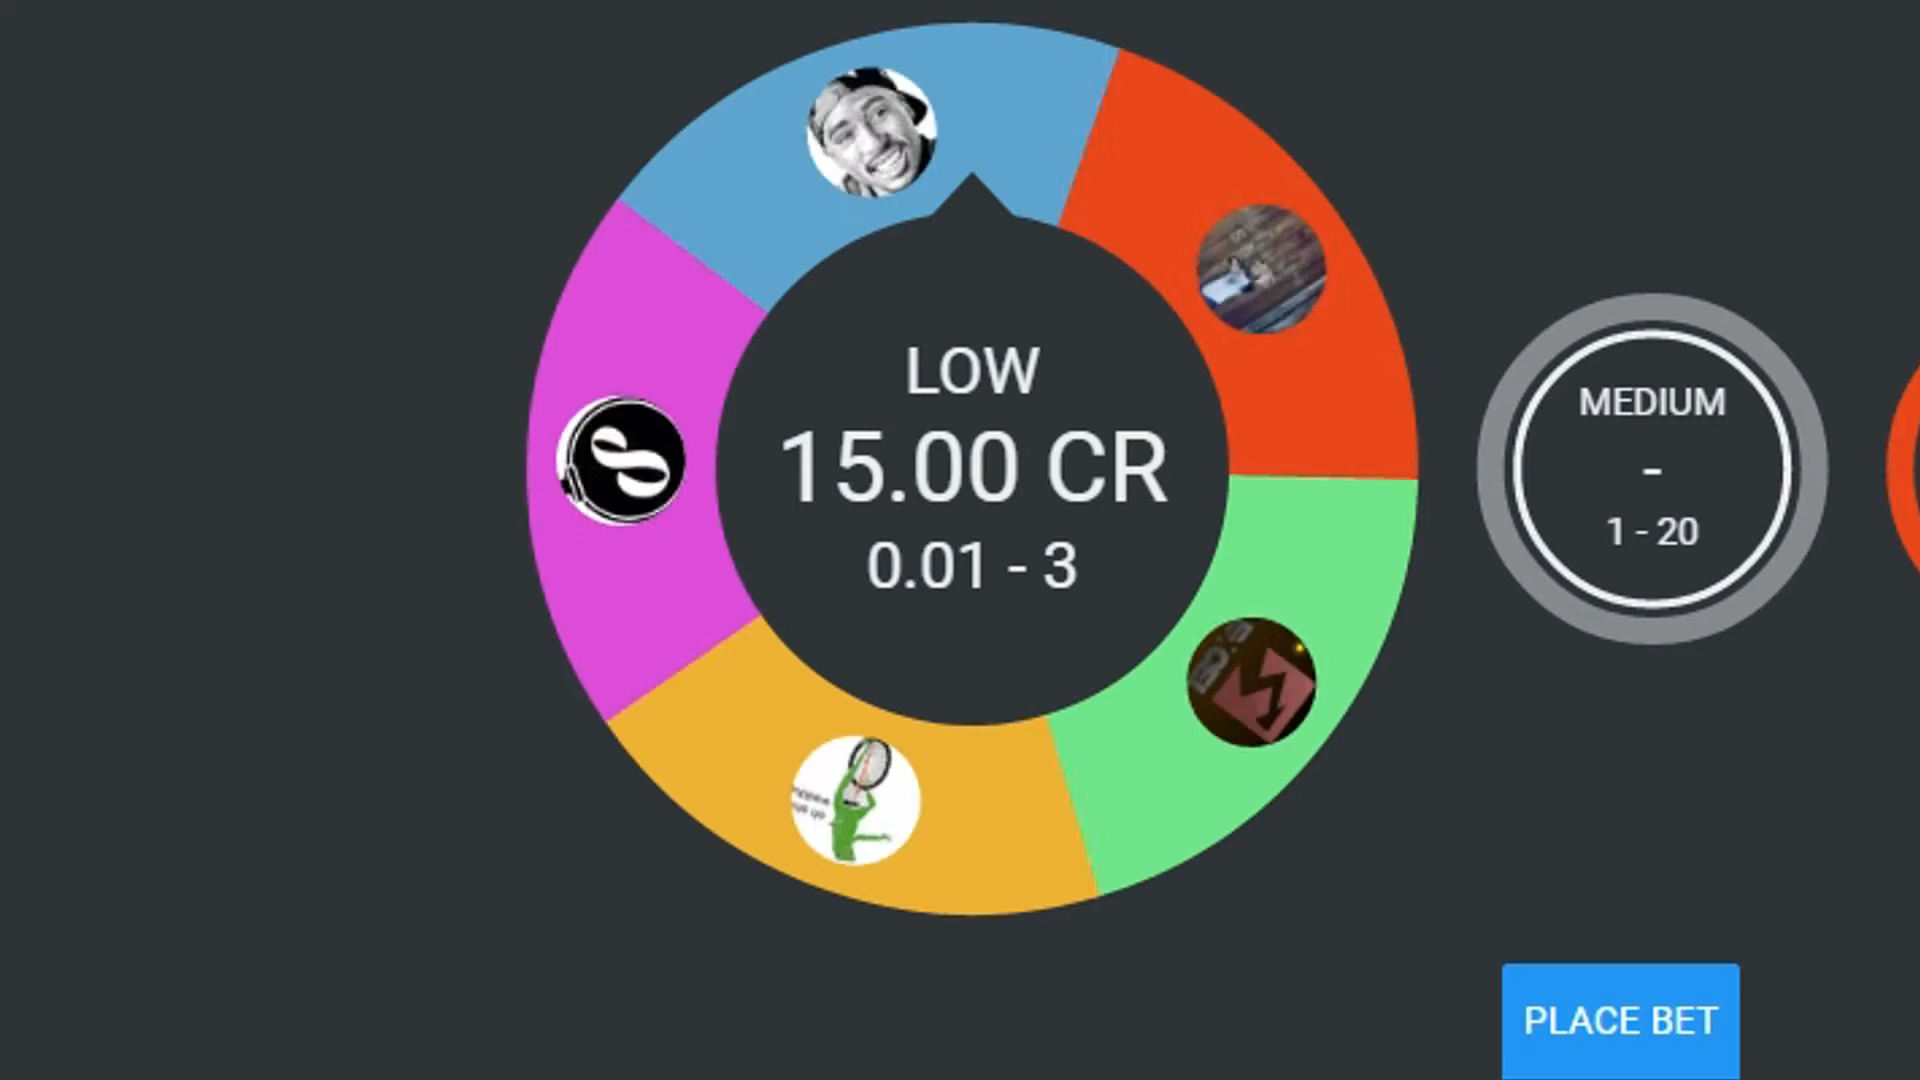 LOW
15.00 CR
0.01 - 3
MEDIUM
-
1 - 20
PLACE BET